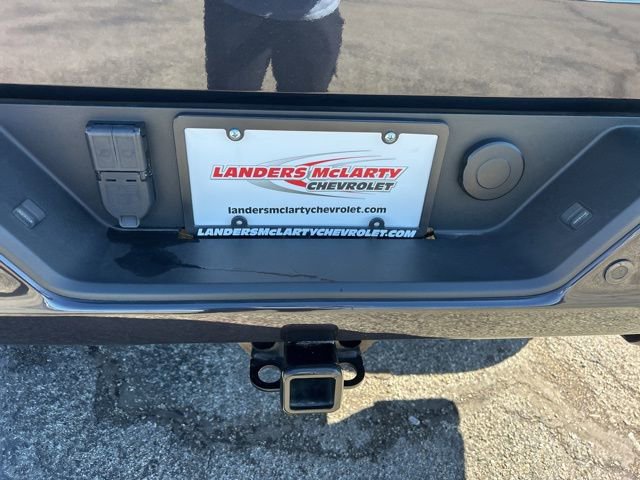 LANDERS McLARTY
CHEVROLET
landersmclartychevrolet.com
LANDERSMcLARTYCHEVROLET.COM